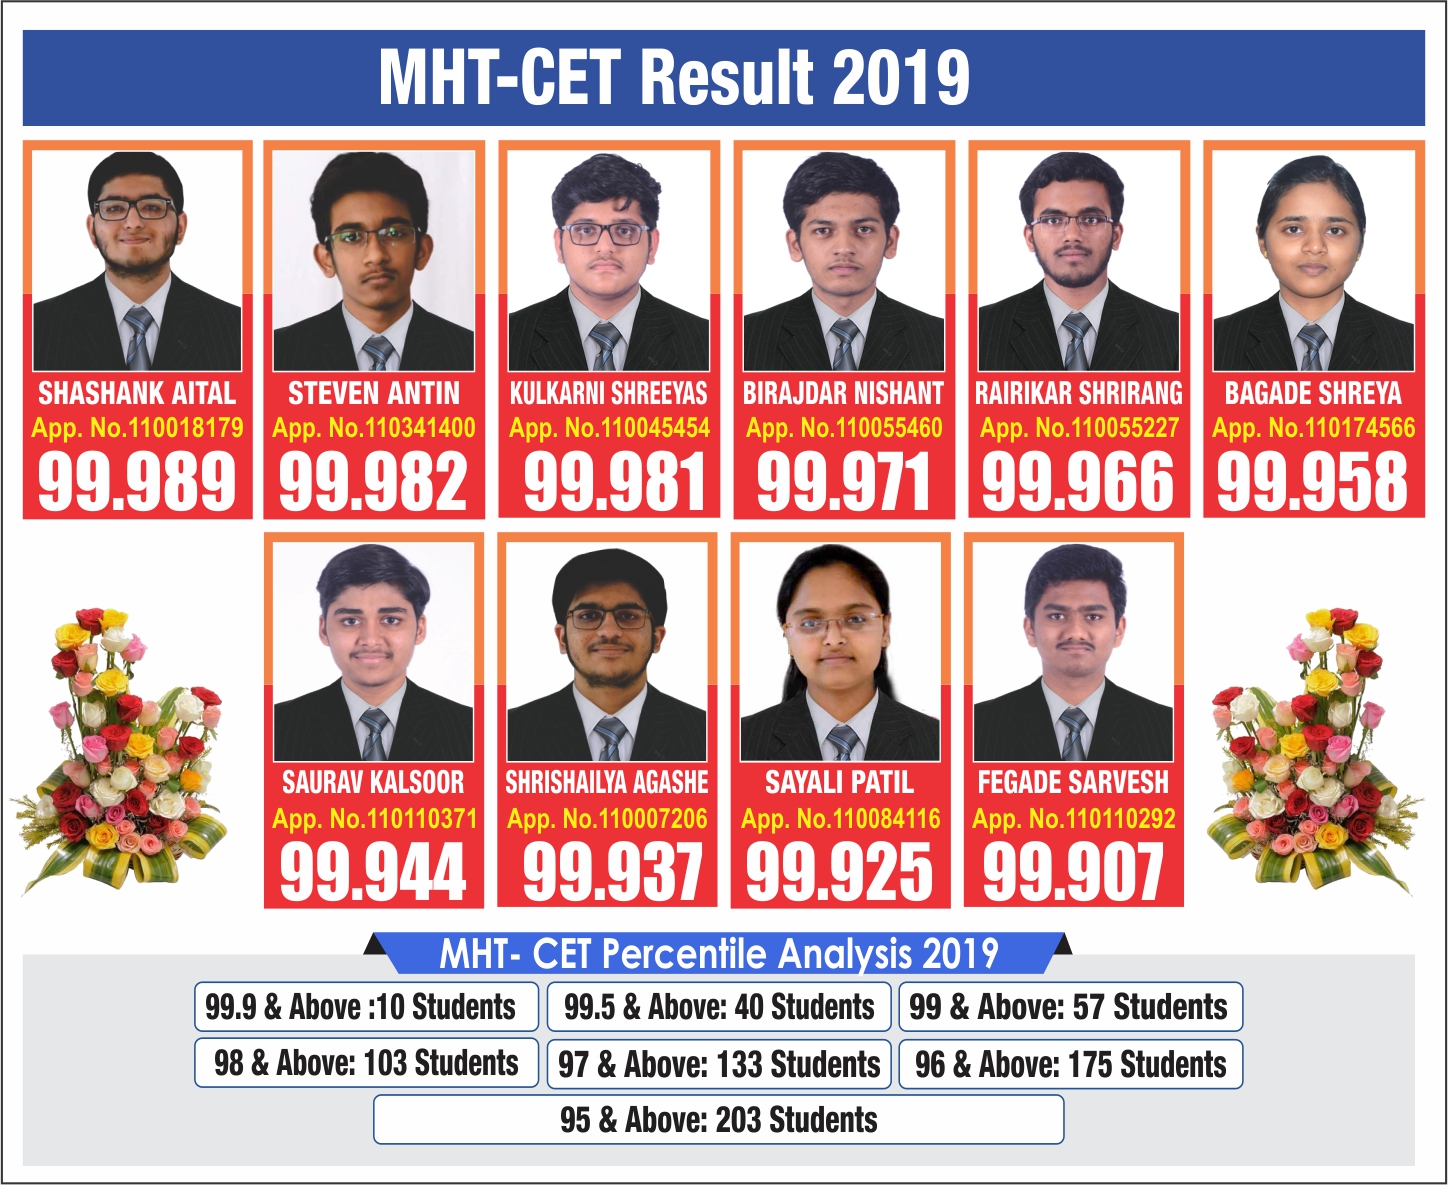 MHT-CET Result 2019
SHASHANK AITAL
App. No.110018179
99.989
STEVEN ANTIN
App. No.110341400
99.982
KULKARNI SHREEYAS
App. No.110045454
99.981
BIRAJDAR NISHANT
App. No.110055460
99.971
RAIRIKAR SHRIRANG
App. No.110055227
99.966
BAGADE SHREYA
App. No.110174566
99.958
SAURAV KALSOOR
App. No.110110371
99.944
SHRISHAILYA AGASHE
App. No.110007206
99.937
SAYALI PATIL
App. No.110084116
99.925
FEGADE SARVESH
App. No.110110292
99.907
MHT- CET Percentile Analysis 2019
99.9 & Above :10 Students
99.5 & Above: 40 Students
99 & Above: 57 Students
98 & Above: 103 Students
97 & Above: 133 Students
96 & Above: 175 Students
95 & Above: 203 Students